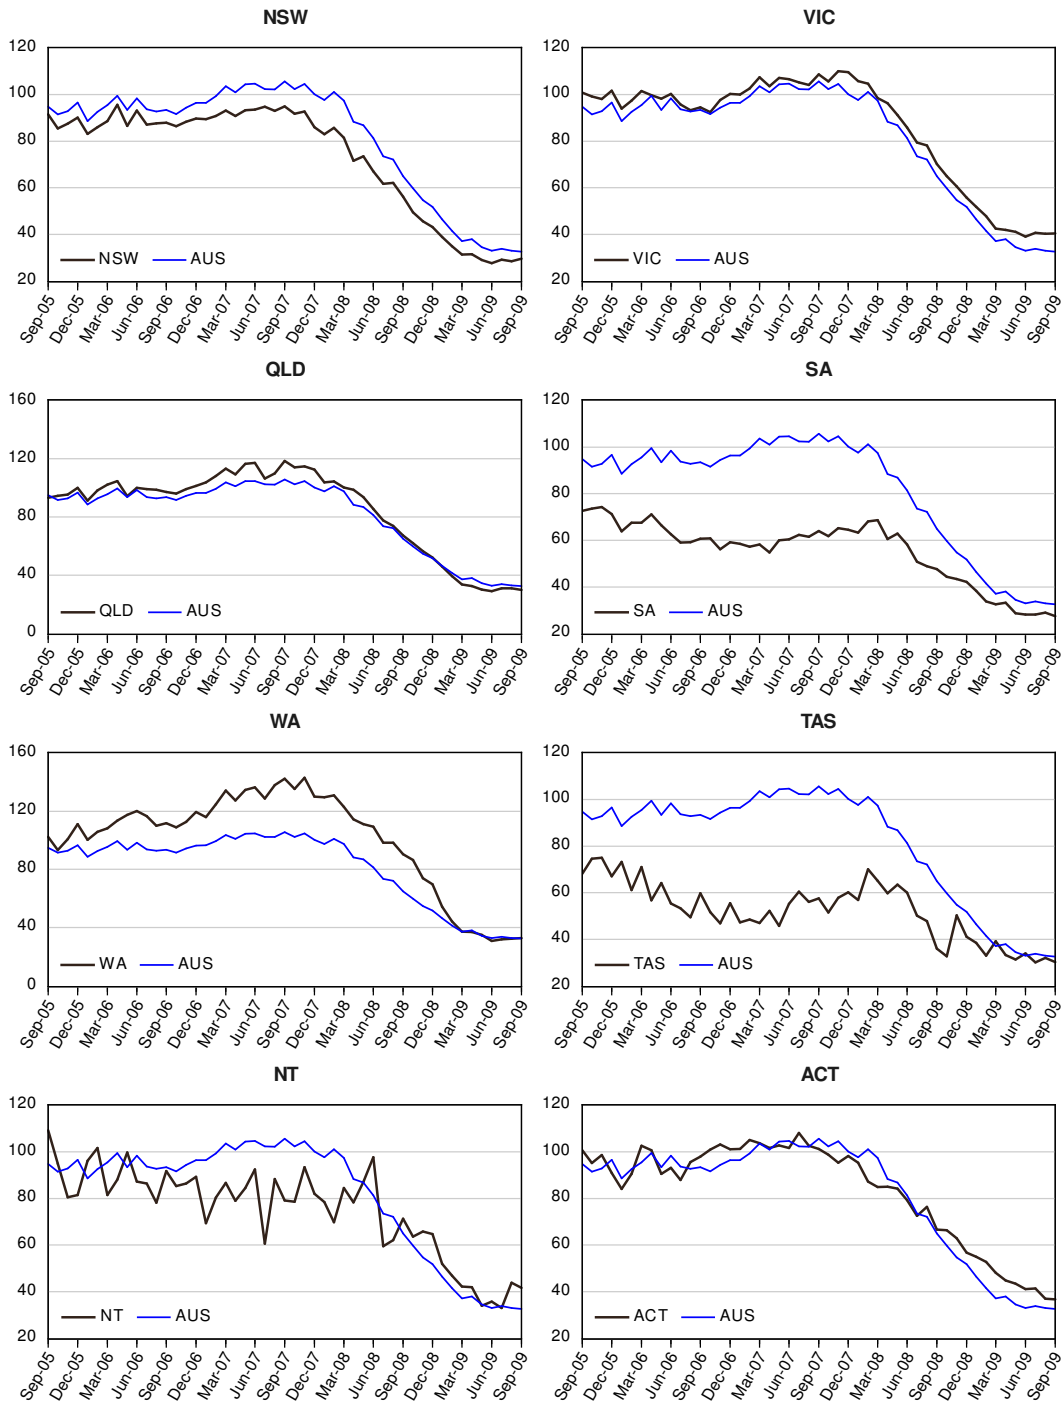 NSW
120
100
80
60
40
20
NSW AUS
Sep-05 Dec-05 Mar-06 Jun-06 Sep-06 Dec-06 Mar-07 Jun-07 Sep-07 Dec-07 Mar-08 Jun-08 Sep-08 Dec-08 Mar-09 Jun-09 Sep-09
VIC
120
100
80
60
40
20
VIC AUS
Sep-05 Dec-05 Mar-06 Jun-06 Sep-06 Dec-06 Mar-07 Jun-07 Sep-07 Dec-07 Mar-08 Jun-08 Sep-08 Dec-08 Mar-09 Jun-09 Sep-09
QLD
160
120
80
40
0
QLD AUS
Sep-05 Dec-05 Mar-06 Jun-06 Sep-06 Dec-06 Mar-07 Jun-07 Sep-07 Dec-07 Mar-08 Jun-08 Sep-08 Dec-08 Mar-09 Jun-09 Sep-09
SA
120
100
80
60
40
20
SA AUS
Sep-05 Dec-05 Mar-06 Jun-06 Sep-06 Dec-06 Mar-07 Jun-07 Sep-07 Dec-07 Mar-08 Jun-08 Sep-08 Dec-08 Mar-09 Jun-09 Sep-09
WA
160
120
80
40
0
WA AUS
Sep-05 Dec-05 Mar-06 Jun-06 Sep-06 Dec-06 Mar-07 Jun-07 Sep-07 Dec-07 Mar-08 Jun-08 Sep-08 Dec-08 Mar-09 Jun-09 Sep-09
TAS
120
100
80
60
40
20
TAS AUS
Sep-05 Dec-05 Mar-06 Jun-06 Sep-06 Dec-06 Mar-07 Jun-07 Sep-07 Dec-07 Mar-08 Jun-08 Sep-08 Dec-08 Mar-09 Jun-09 Sep-09
NT
120
100
80
60
40
20
NT AUS
Sep-05 Dec-05 Mar-06 Jun-06 Sep-06 Dec-06 Mar-07 Jun-07 Sep-07 Dec-07 Mar-08 Jun-08 Sep-08 Dec-08 Mar-09 Jun-09 Sep-09
ACT
120
100
80
60
40
20
ACT AUS
Sep-05 Dec-05 Mar-06 Jun-06 Sep-06 Dec-06 Mar-07 Jun-07 Sep-07 Dec-07 Mar-08 Jun-08 Sep-08 Dec-08 Mar-09 Jun-09 Sep-09